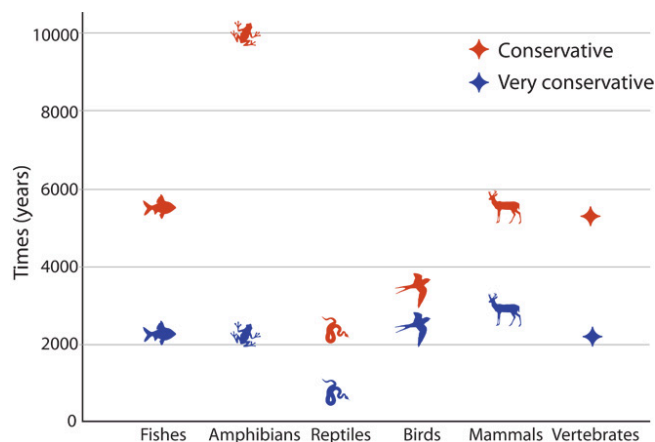 10000
8000
6000
4000
2000
0
Times (years)
Conservative
Very conservative
Fishes Amphibians Reptiles Birds Mammals Vertebrates